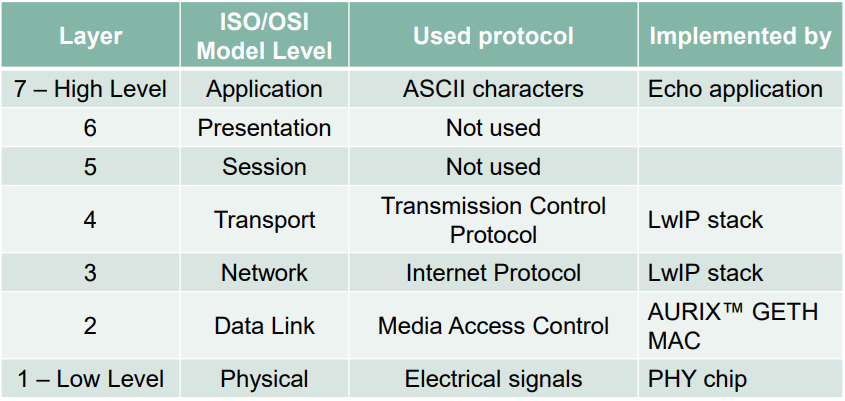 Layer ISO/OSI Model Level Used protocol Implemented by
7 – High Level Application ASCII characters Echo application
6 Presentation Not used
5 Session Not used
4 Transport Transmission Control Protocol LwIP stack
3 Network Internet Protocol LwIP stack
2 Data Link Media Access Control AURIX™ GETH MAC
1 – Low Level Physical Electrical signals PHY chip